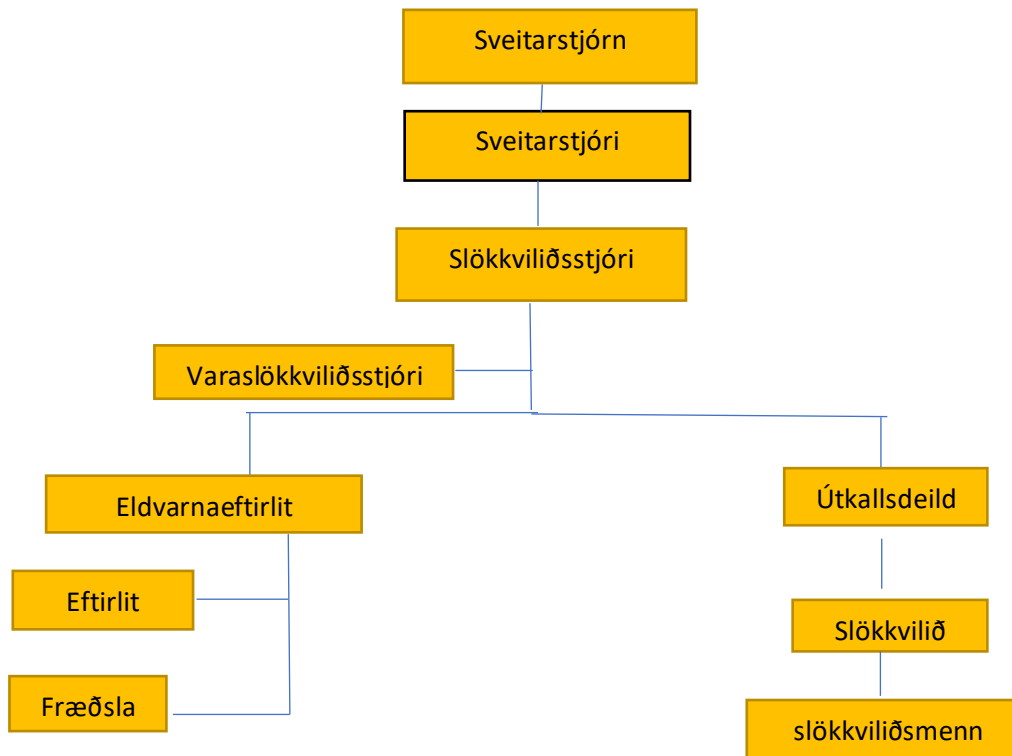 Sveitarstjórn
Sveitarstjóri
Slökkviliðsstjóri
Varaslökkviliðsstjóri
Eldvarnaeftirlit
Útkallsdeild
Eftirlit
Slökkvilið
Fræðsla
slökkviliðsmenn